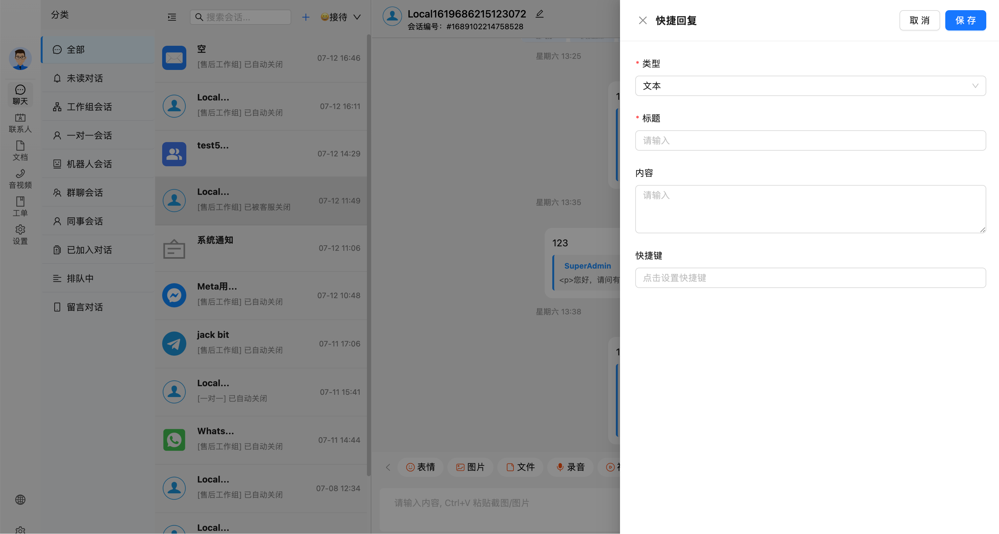 聊天
联系人
文档
音视频
工单
设置
分类
全部
未读对话
工作组会话
一对一会话
机器人会话
群聊会话
同事会话
已加入对话
排队中
留言对话
搜索会话...
😀接待
空
07-12 16:46
[售后工作组] 已自动关闭
Local...
07-12 16:11
[售后工作组] 已自动关闭
test5...
07-12 14:29
Local...
07-12 11:49
[售后工作组] 已被客服关闭
系统通知
07-12 11:06
Meta用...
07-12 10:48
[售后工作组] 已自动关闭
jack bit
07-11 17:06
[售后工作组] 已自动关闭
Local...
07-11 15:41
[一对一] 已自动关闭
Whats...
07-11 14:44
[售后工作组] 已自动关闭
Local...
07-08 12:34
[售后工作组] 已自动关闭
Local...
Local1619686215123072
会话编号：#1689102214758528
星期六 13:25
1
星期六 13:35
123
SuperAdmin
<p>您好，请问有
星期六 13:38
1
表情
图片
文件
录音
请输入内容, Ctrl+V 粘贴截图/图片
快捷回复
取 消
保 存
* 类型
文本
* 标题
请输入
内容
请输入
快捷键
点击设置快捷键